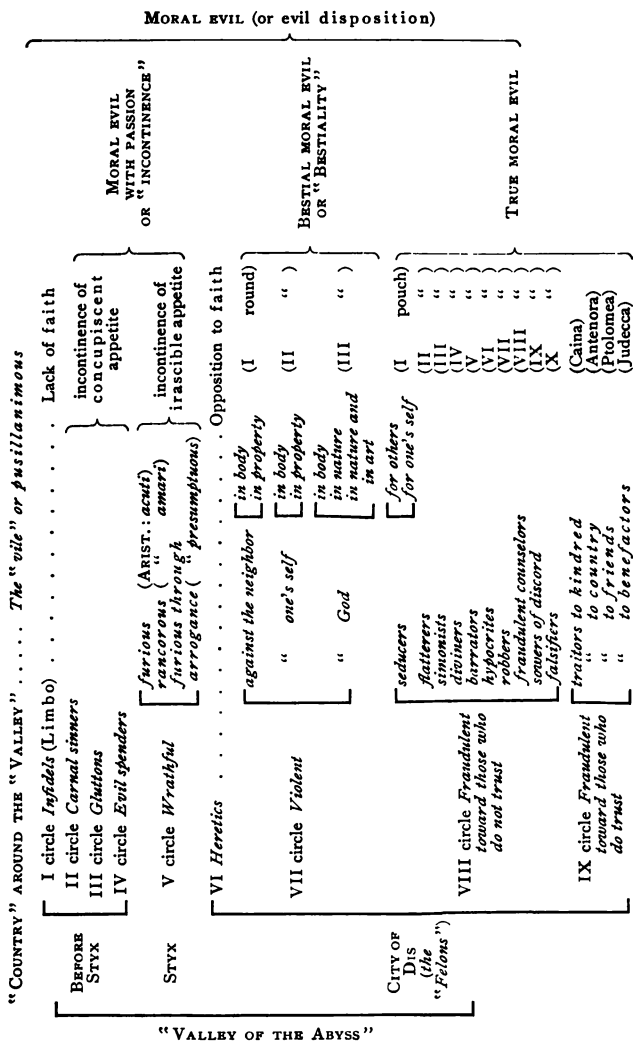 "COUNTRY" AROUND THE "VALLEY" ..... The "vile" or pusillanimous
"VALLEY OF THE ABYSS"
BEFORE
STYX
I circle Infidels (Limbo) . . . . . . . . . . . . Lack of faith
II circle Carnal sinners
III circle Gluttons
IV circle Evil spenders
incontinence of
concupiscent
appetite
STYX
V circle Wrathful
furious (ARIST.: acuti)
rancorous ( " amari)
furious through
arrogance ( " presumptuous)
incontinence of
irascible appetite
MORAL EVIL
WITH PASSION
OR "INCONTINENCE"
CITY OF
DIS
(the
"Felons")
VI Heretics . . . . . . . . . . . . . . . . Opposition to faith
VII circle Violent
against the neighbor
in body
in property
(I round)
" one's self
in body
in property
(II " )
" God
in body
in nature
in nature and
in art
(III " )
BESTIAL MORAL EVIL
OR "BESTIALITY"
VIII circle Fraudulent
toward those who
do not trust
seducers
for others
for one's self
(I pouch)
flatterers (II " )
simonists (III " )
diviners (IV " )
barrators (V " )
hypocrites (VI " )
robbers (VII " )
fraudulent counselors (VIII " )
sowers of discord (IX " )
falsifiers (X " )
IX circle Fraudulent
toward those who
do trust
traitors to kindred (Caina)
" to country (Antenora)
" to friends (Ptolomea)
" to benefactors (Judecca)
TRUE MORAL EVIL
MORAL EVIL (or evil disposition)